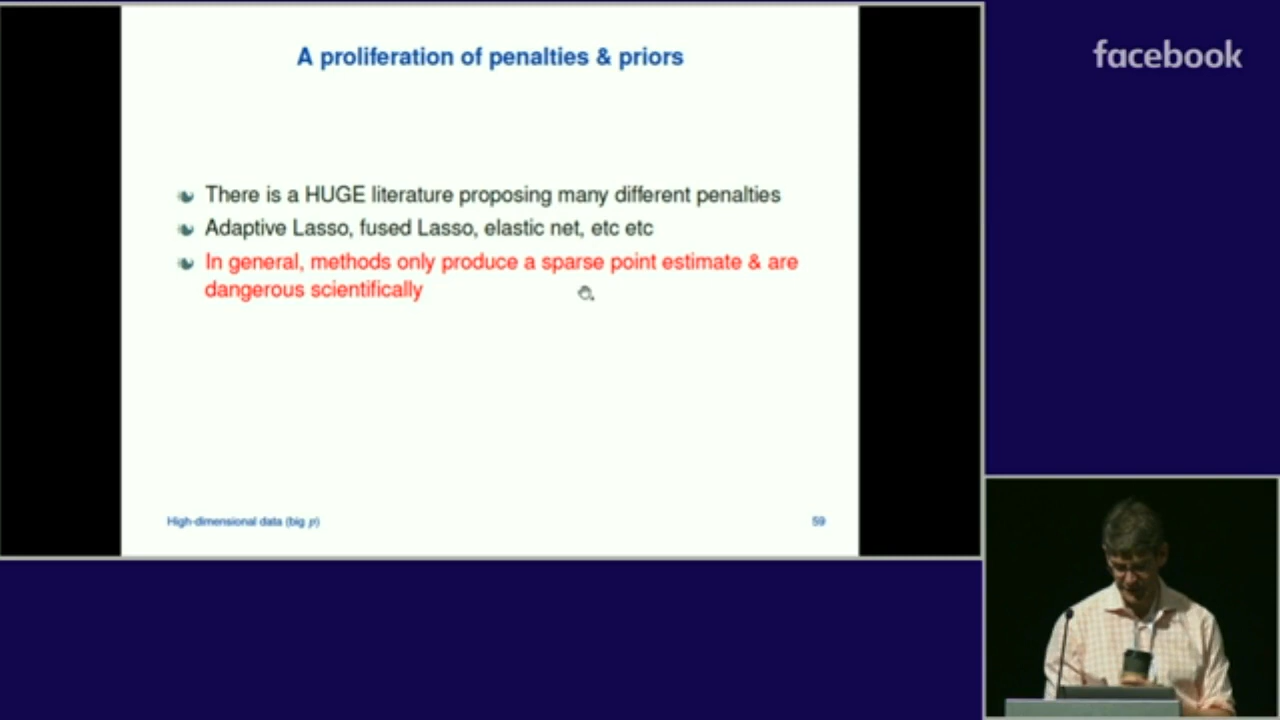 A proliferation of penalties & priors
facebook
There is a HUGE literature proposing many different penalties
Adaptive Lasso, fused Lasso, elastic net, etc etc
In general, methods only produce a sparse point estimate & are
dangerous scientifically
High-dimensional data (big p)
59